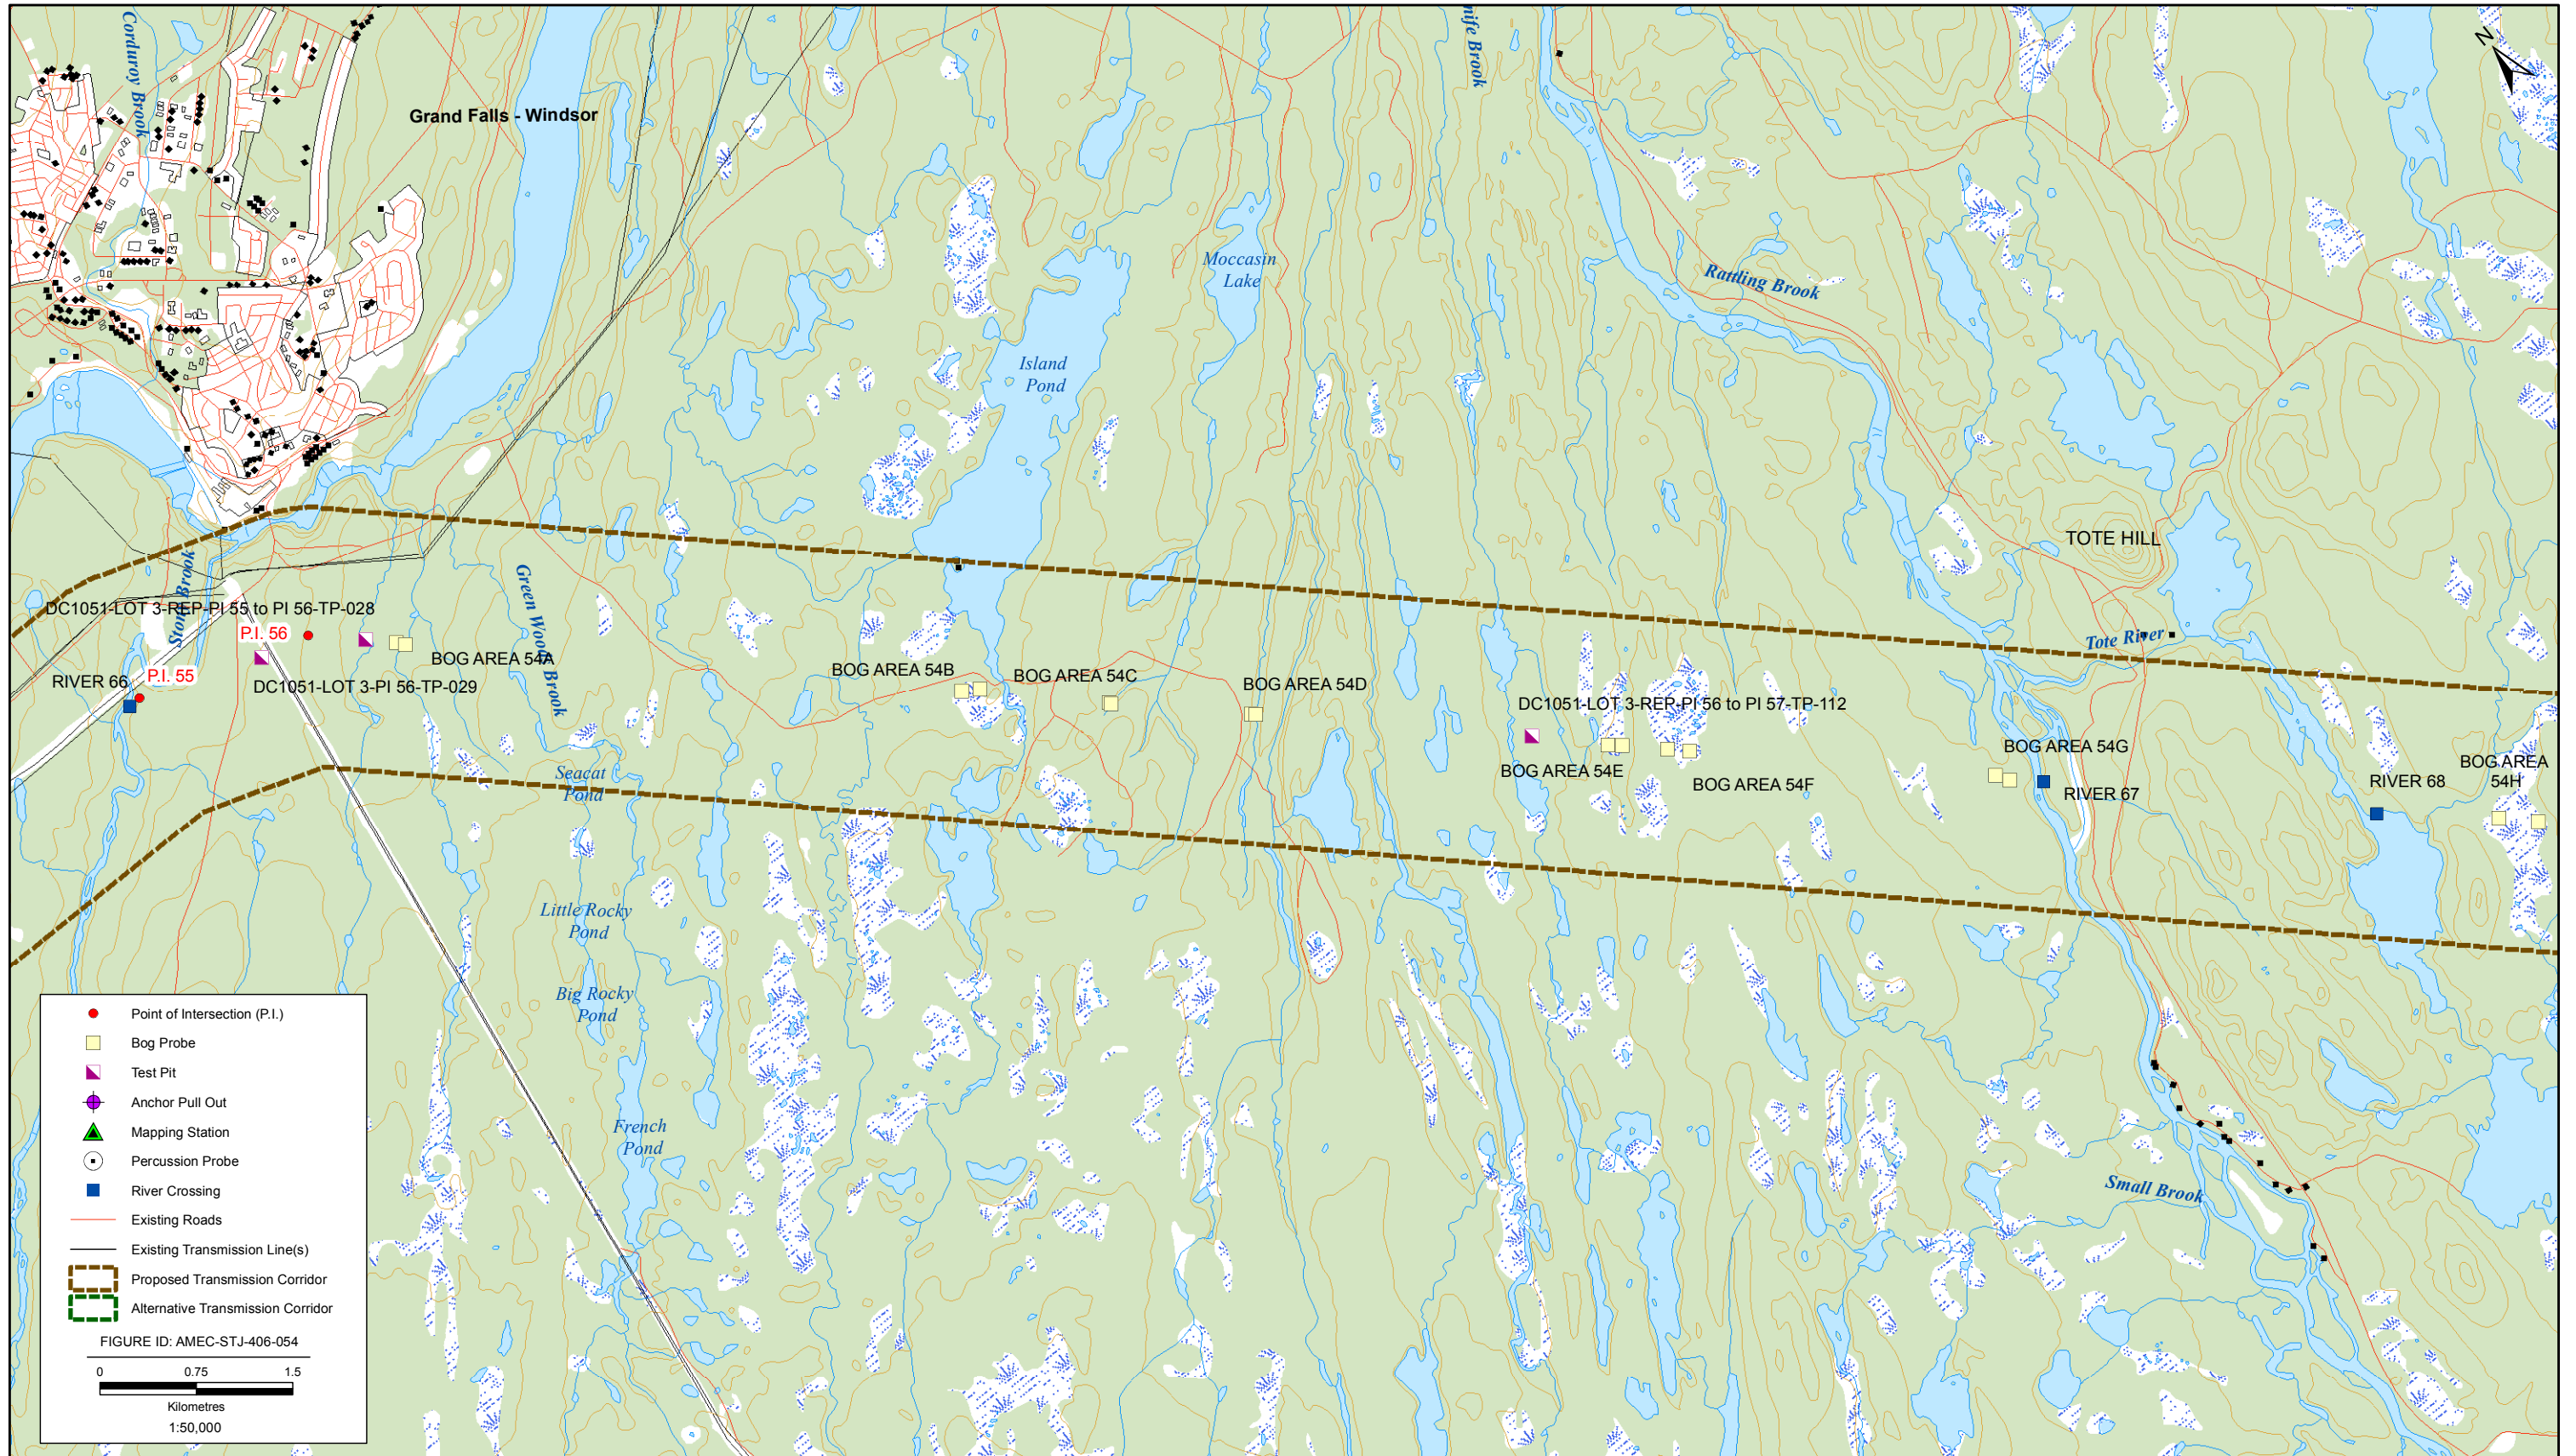 Corduroy Brook
Grand Falls - Windsor
nife Brook
N
Moccasin
Lake
Rattling Brook
Island
Pond
TOTE HILL
Stony Brook
Green Wood Brook
Tote River
DC1051-LOT 3-REP-PI 55 to PI 56-TP-028
P.I. 56
P.I. 55
RIVER 66
DC1051-LOT 3-PI 56-TP-029
BOG AREA 54A
BOG AREA 54B
BOG AREA 54C
BOG AREA 54D
DC1051-LOT 3-REP-PI 56 to PI 57-TP-112
BOG AREA 54E
BOG AREA 54F
BOG AREA 54G
RIVER 67
RIVER 68
BOG AREA
54H
Seacat
Pond
Little Rocky
Pond
Big Rocky
Pond
French
Pond
Small Brook
Point of Intersection (P.I.)
Bog Probe
Test Pit
Anchor Pull Out
Mapping Station
Percussion Probe
River Crossing
Existing Roads
Existing Transmission Line(s)
Proposed Transmission Corridor
Alternative Transmission Corridor
FIGURE ID: AMEC-STJ-406-054
0 0.75 1.5
Kilometres
1:50,000